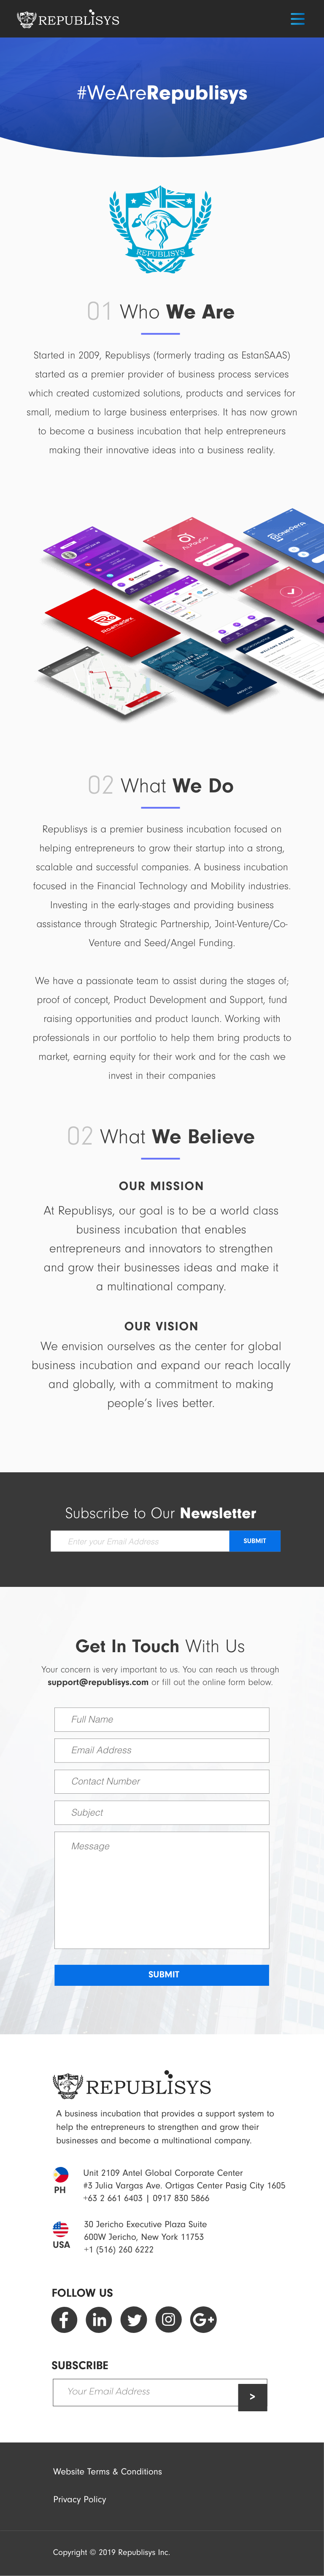 REPUBLISYS
#WeAreRepublisys
REPUBLISYS
01 Who We Are
Started in 2009, Republisys (formerly trading as EstanSAAS)
started as a premier provider of business process services
which created customized solutions, products and services for
small, medium to large business enterprises. It has now grown
to become a business incubation that help entrepreneurs
making their innovative ideas into a business reality.
02 What We Do
Republisys is a premier business incubation focused on
helping entrepreneurs to grow their startup into a strong,
scalable and successful companies. A business incubation
focused in the Financial Technology and Mobility industries.
Investing in the early-stages and providing business
assistance through Strategic Partnership, Joint-Venture/Co-
Venture and Seed/Angel Funding.
We have a passionate team to assist during the stages of;
proof of concept, Product Development and Support, fund
raising opportunities and product launch. Working with
professionals in our portfolio to help them bring products to
market, earning equity for their work and for the cash we
invest in their companies
02 What We Believe
OUR MISSION
At Republisys, our goal is to be a world class
business incubation that enables
entrepreneurs and innovators to strengthen
and grow their businesses ideas and make it
a multinational company.
OUR VISION
We envision ourselves as the center for global
business incubation and expand our reach locally
and globally, with a commitment to making
people's lives better.
Subscribe to Our Newsletter
Enter your Email Address
SUBMIT
Get In Touch With Us
Your concern is very important to us. You can reach us through
support@republisys.com or fill out the online form below.
Full Name
Email Address
Contact Number
Subject
Message
SUBMIT
REPUBLISYS
A business incubation that provides a support system to
help the entrepreneurs to strengthen and grow their
businesses and become a multinational company.
PH
Unit 2109 Antel Global Corporate Center
#3 Julia Vargas Ave. Ortigas Center Pasig City 1605
+63 2 661 6403 | 0917 830 5866
USA
30 Jericho Executive Plaza Suite
600W Jericho, New York 11753
+1 (516) 260 6222
FOLLOW US
SUBSCRIBE
Your Email Address
>
Website Terms & Conditions
Privacy Policy
Copyright © 2019 Republisys Inc.